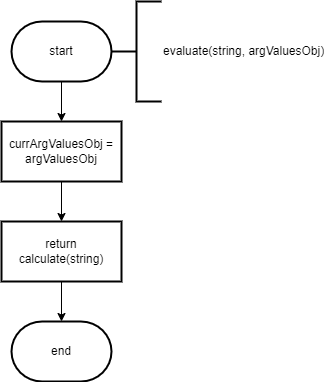 start
evaluate(string, argValuesObj)
currArgValuesObj =
argValuesObj
return
calculate(string)
end